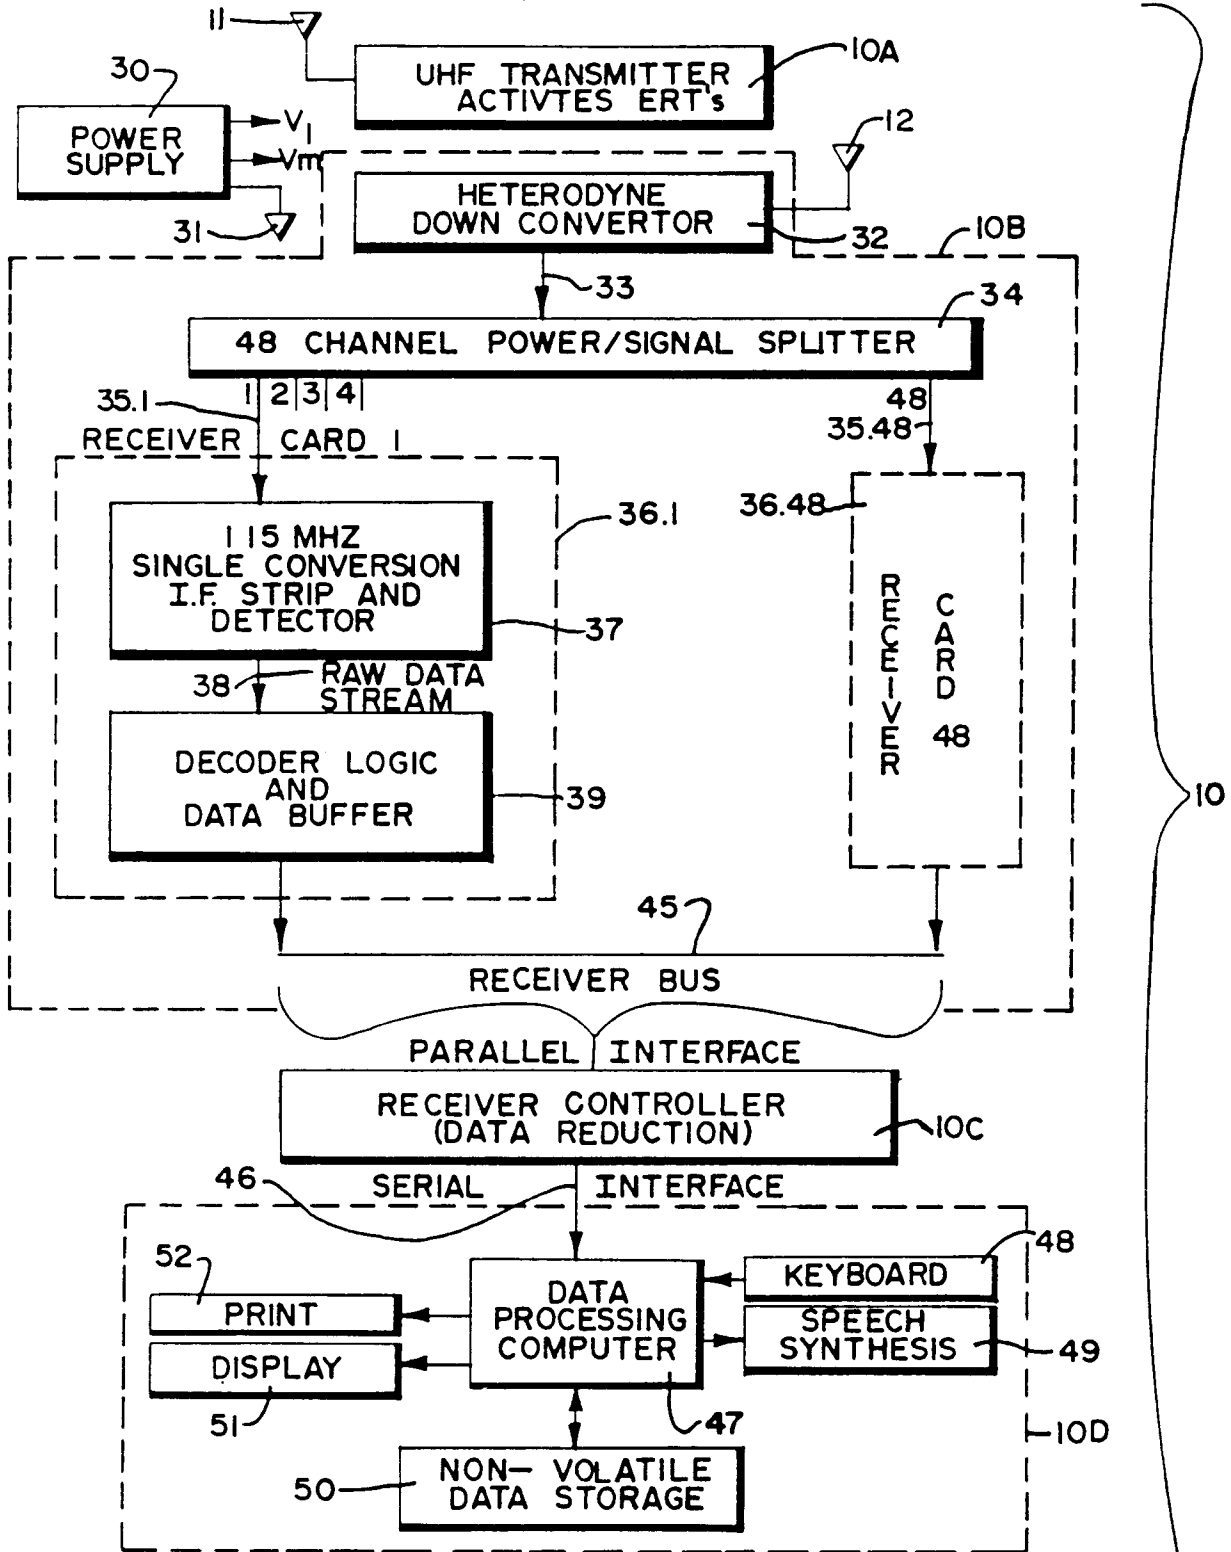 11
UHF TRANSMITTER
ACTIVTES ERT's
10A
30
POWER
SUPPLY
V1
Vm
31
12
HETERODYNE
DOWN CONVERTOR
32
10B
33
34
48 CHANNEL POWER/SIGNAL SPLITTER
1 2 3 4
48
35.1
35.48
RECEIVER CARD 1
36.1
36.48
115 MHZ
SINGLE CONVERSION
I.F. STRIP AND
DETECTOR
37
38
RAW DATA
STREAM
DECODER LOGIC
AND
DATA BUFFER
39
RECEIVER
CARD 48
10
45
RECEIVER BUS
PARALLEL INTERFACE
RECEIVER CONTROLLER
(DATA REDUCTION)
10C
46
SERIAL INTERFACE
52
PRINT
DISPLAY
51
DATA
PROCESSING
COMPUTER
47
48
KEYBOARD
SPEECH
SYNTHESIS
49
10D
50
NON- VOLATILE
DATA STORAGE